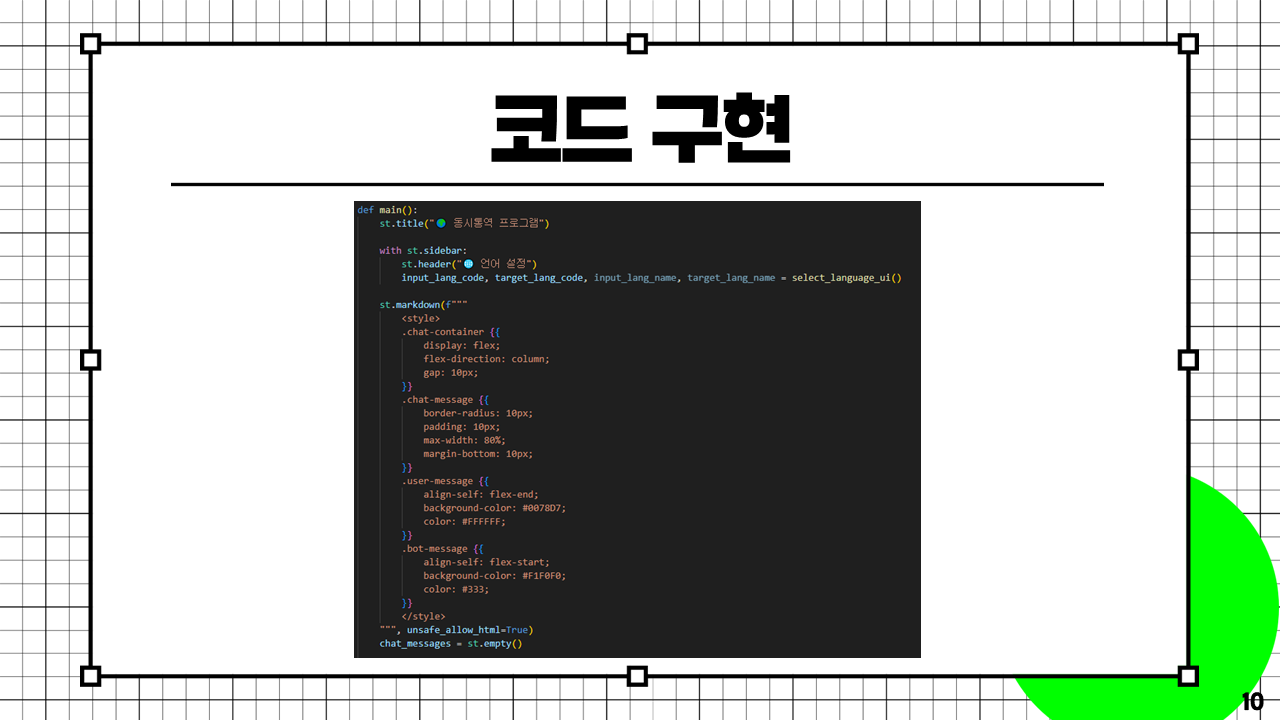 코드 구현
def main():
st.title("🌍 동시통역 프로그램")
with st.sidebar:
st.header("🌐 언어 설정")
input_lang_code, target_lang_code, input_lang_name, target_lang_name = select_language_ui()
st.markdown(f"""
<style>
.chat-container {{
display: flex;
flex-direction: column;
gap: 10px;
}}
.chat-message {{
border-radius: 10px;
padding: 10px;
max-width: 80%;
margin-bottom: 10px;
}}
.user-message {{
align-self: flex-end;
background-color: #0078D7;
color: #FFFFFF;
}}
.bot-message {{
align-self: flex-start;
background-color: #F1F0F0;
color: #333;
}}
</style>
""", unsafe_allow_html=True)
chat_messages = st.empty()
10